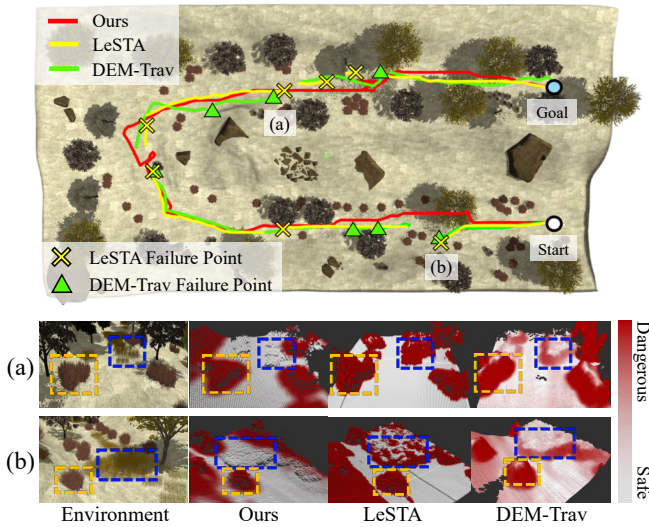 Ours
LeSTA
DEM-Trav
(a)
Goal
(b)
Start
LeSTA Failure Point
DEM-Trav Failure Point
(a)
(b)
Dangerous
Safe
Environment Ours LeSTA DEM-Trav